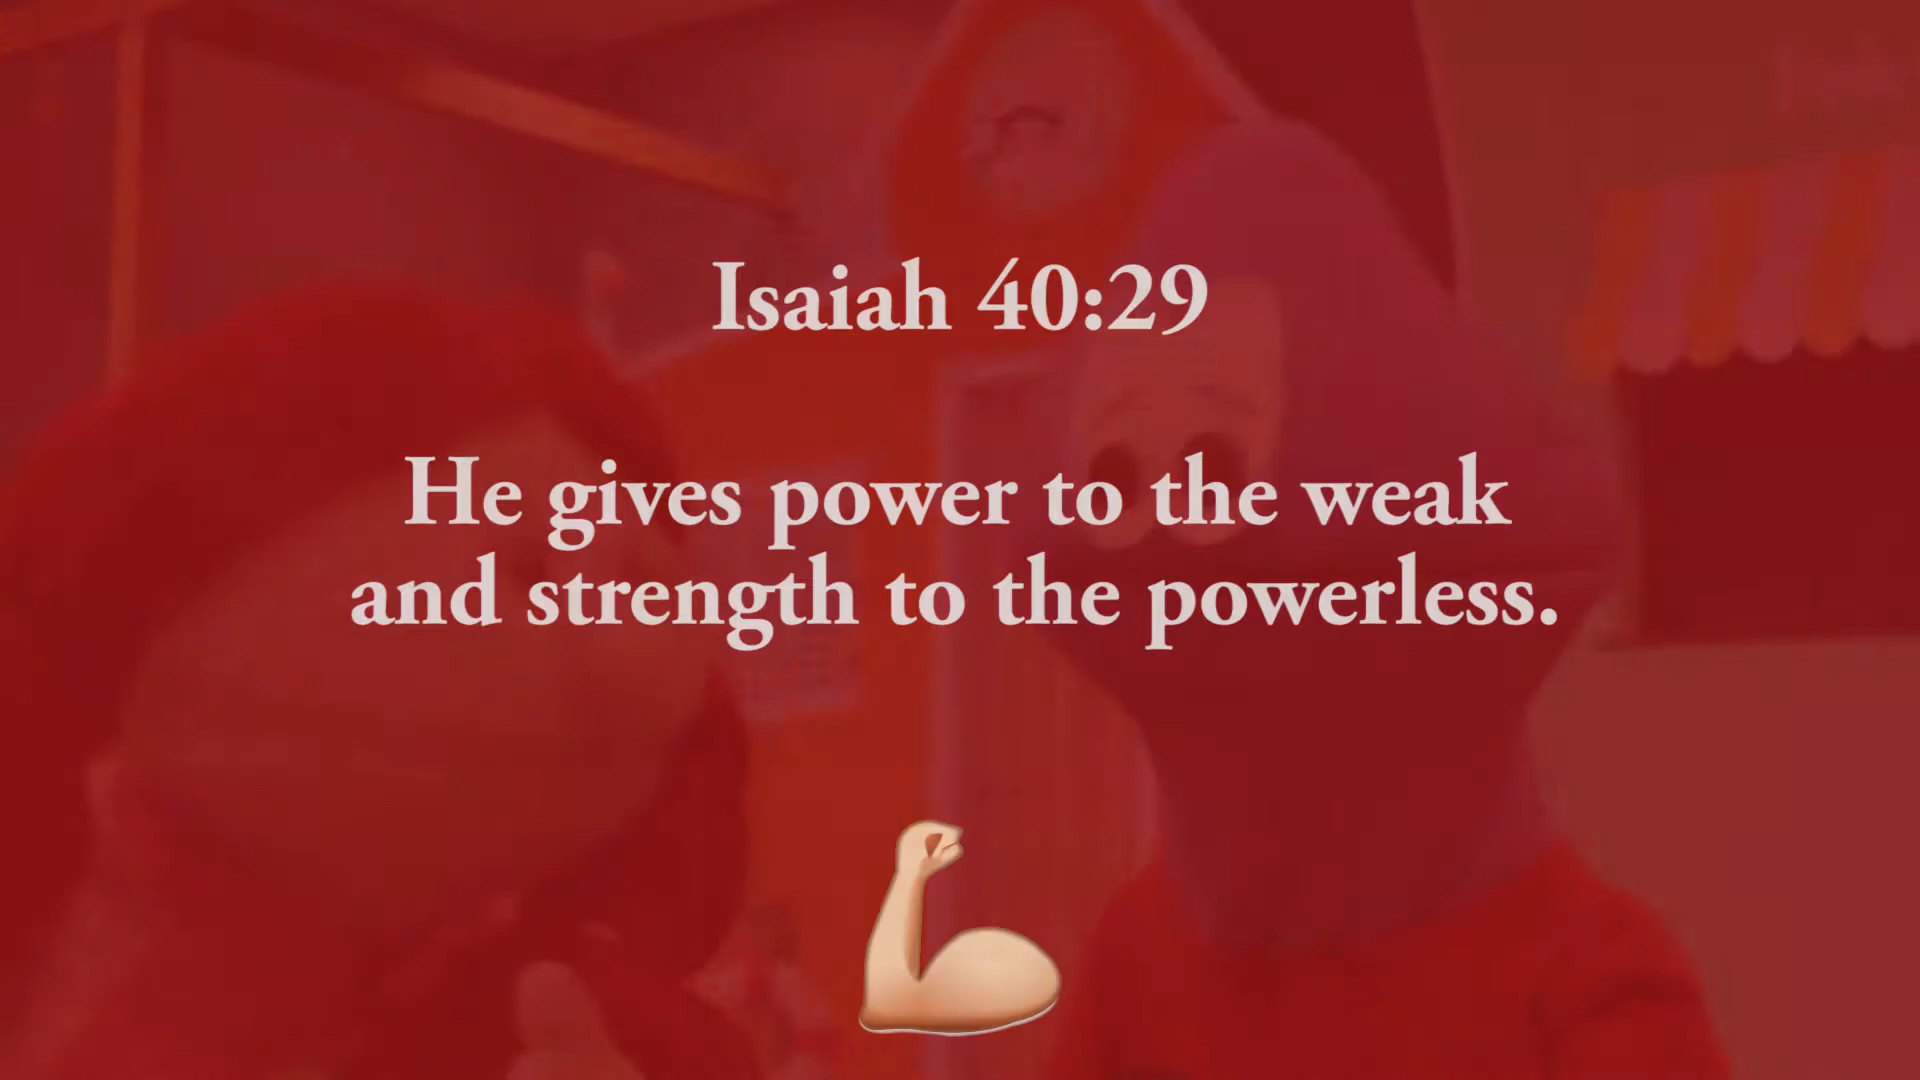 Isaiah 40:29
He gives power to the weak
and strength to the powerless.